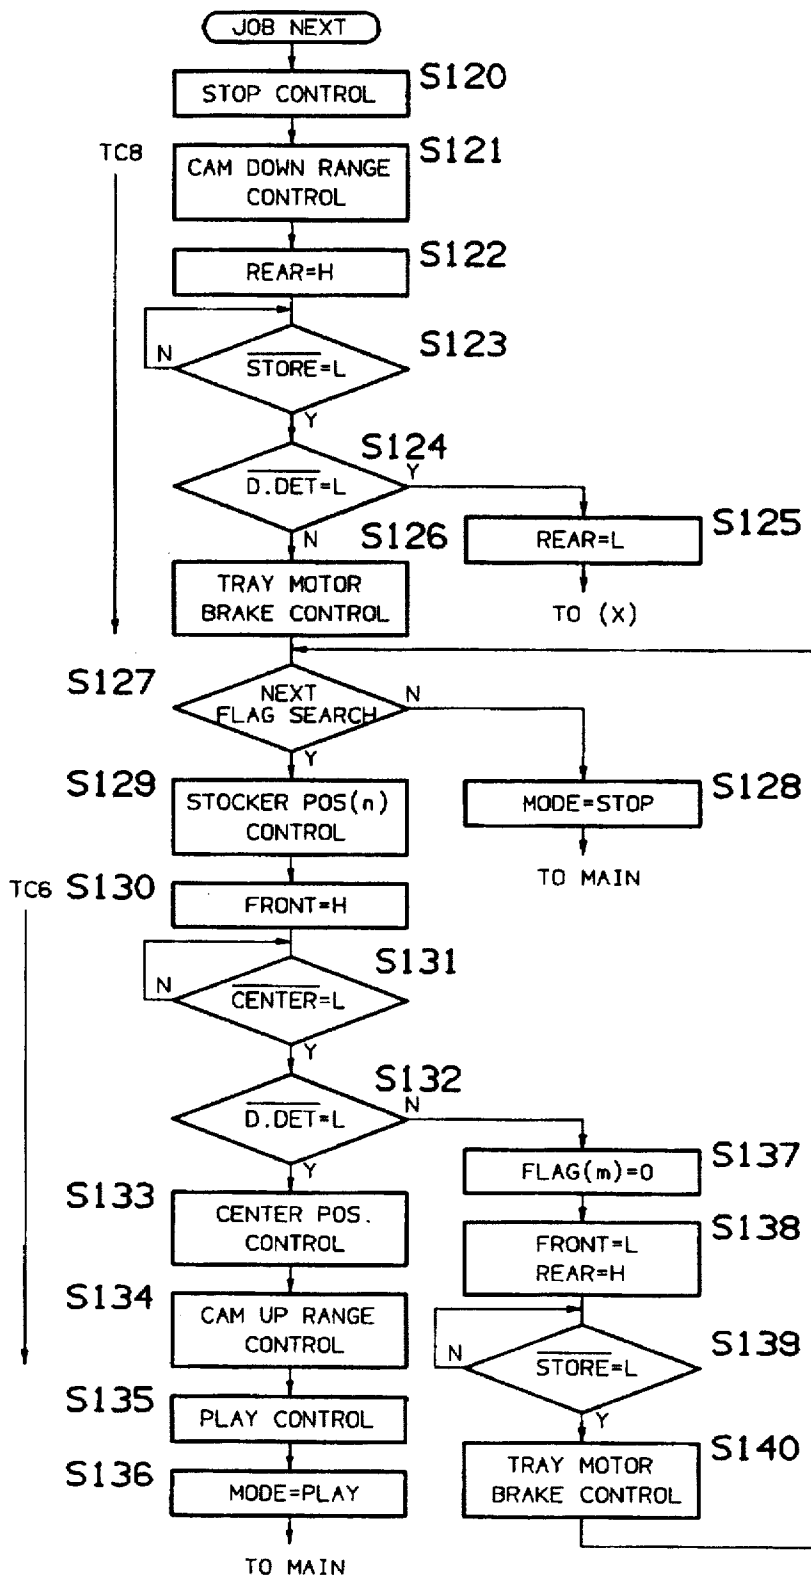 JOB NEXT
S120
STOP CONTROL
TC8
S121
CAM DOWN RANGE
CONTROL
S122
REAR=H
S123
N
STORE=L
Y
S124
D.DET=L
Y
N
S126
S125
REAR=L
TRAY MOTOR
BRAKE CONTROL
TO (X)
S127
NEXT
FLAG SEARCH
N
Y
S129
S128
STOCKER POS(n)
CONTROL
MODE=STOP
TO MAIN
TC6
S130
FRONT=H
S131
N
CENTER=L
Y
S132
D.DET=L
N
Y
S137
FLAG(m)=0
S133
CENTER POS.
CONTROL
S138
FRONT=L
REAR=H
S134
CAM UP RANGE
CONTROL
S139
N
STORE=L
Y
S135
PLAY CONTROL
S140
TRAY MOTOR
BRAKE CONTROL
S136
MODE=PLAY
TO MAIN